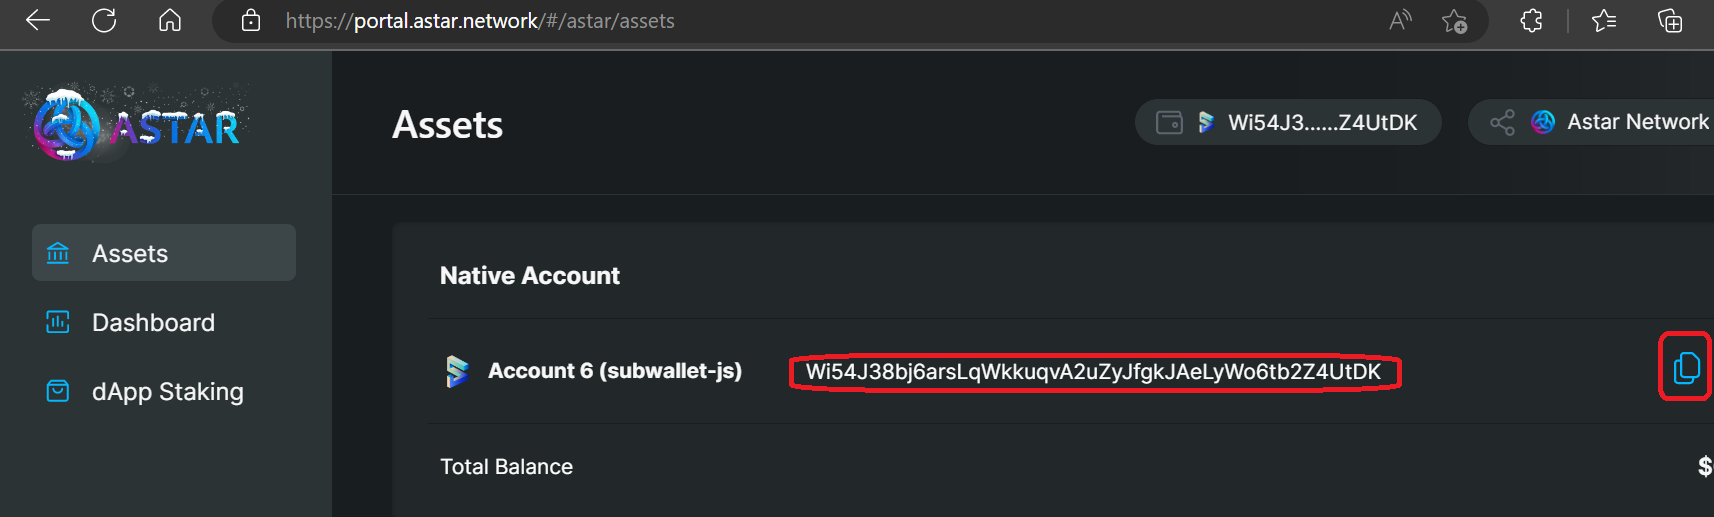 https://portal.astar.network/#/astar/assets
ASTAR
Assets
Wi54J3......Z4UtDK
Astar Network
Assets
Dashboard
dApp Staking
Native Account
Account 6 (subwallet-js)
Wi54J38bj6arsLqWkkuqvA2uZyJfgkJAeLyWo6tb2Z4UtDK
Total Balance
$